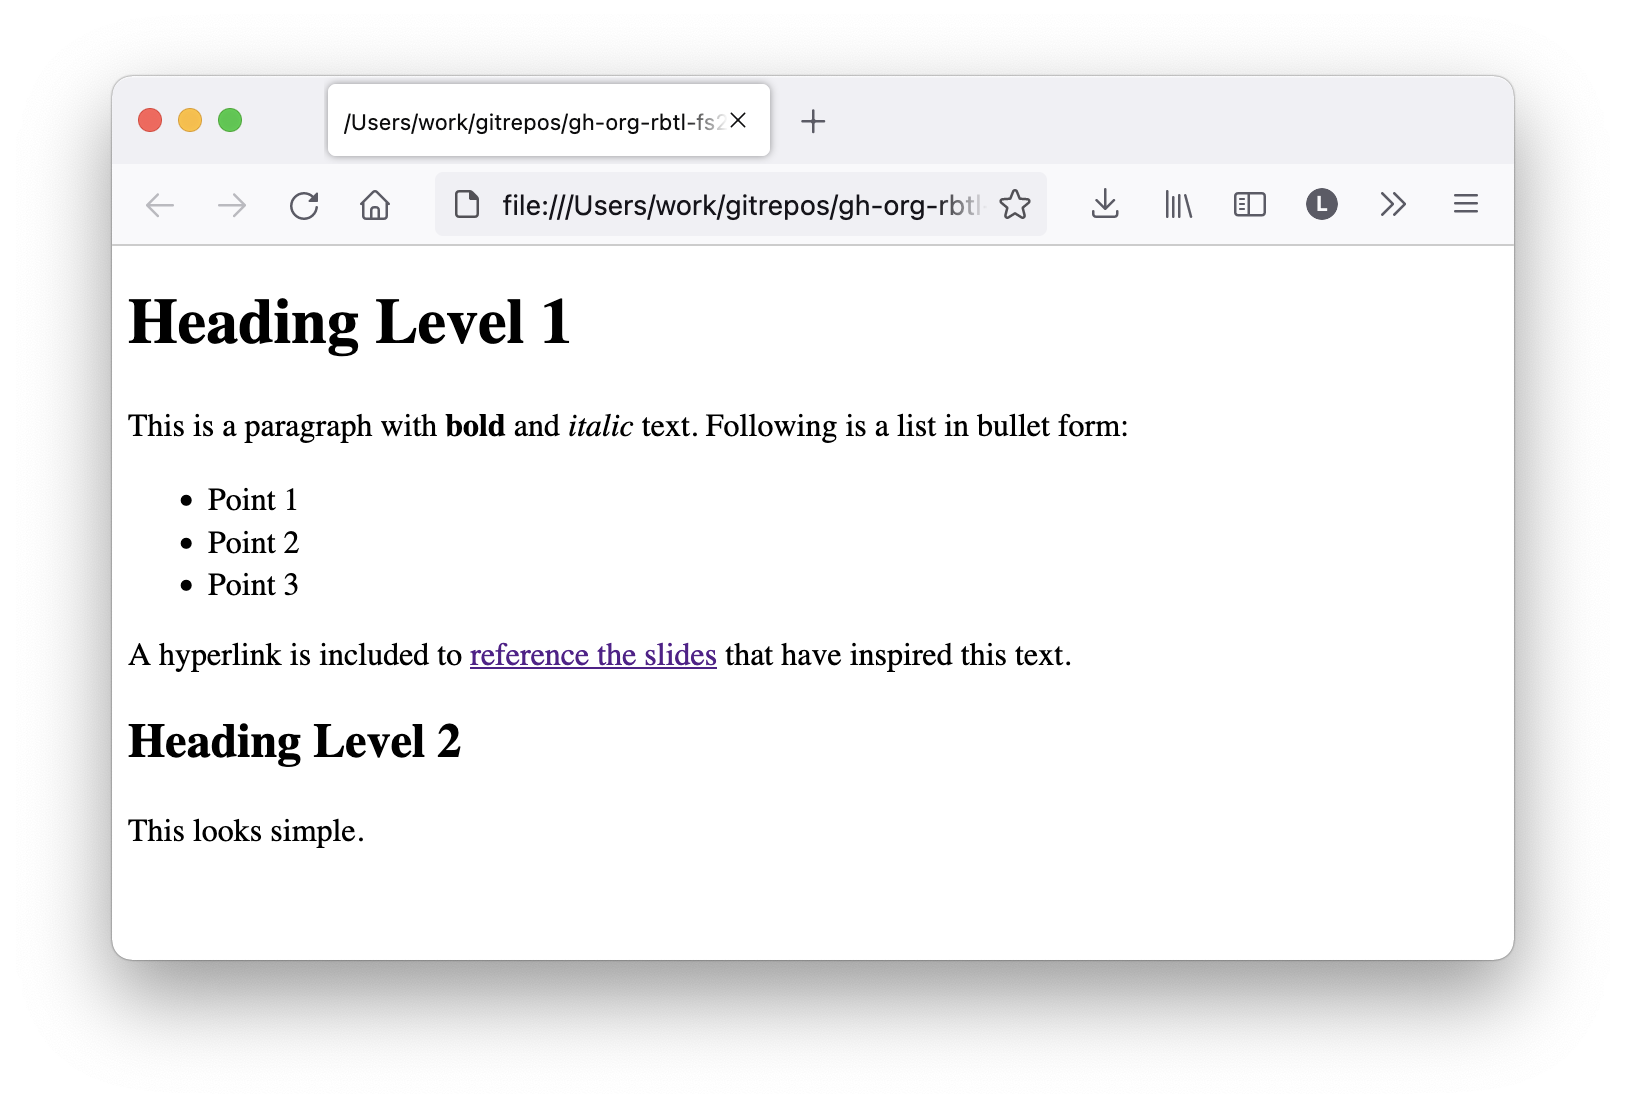 /Users/work/gitrepos/gh-org-rbtl-fs2
file:///Users/work/gitrepos/gh-org-rbtl-
L
Heading Level 1
This is a paragraph with bold and italic text. Following is a list in bullet form:
• Point 1
• Point 2
• Point 3
A hyperlink is included to reference the slides that have inspired this text.
Heading Level 2
This looks simple.